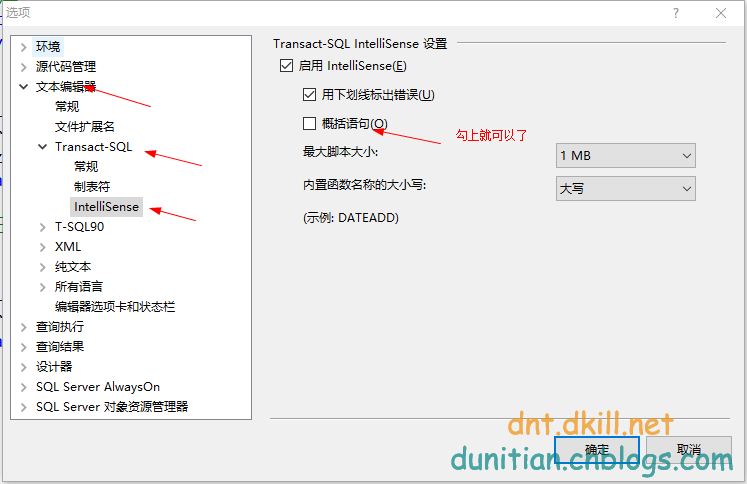 选项
环境
源代码管理
文本编辑器
常规
文件扩展名
Transact-SQL
常规
制表符
IntelliSense
T-SQL90
XML
纯文本
所有语言
编辑器选项卡和状态栏
查询执行
查询结果
设计器
SQL Server AlwaysOn
SQL Server 对象资源管理器
Transact-SQL IntelliSense 设置
启用 IntelliSense(E)
用下划线标出错误(U)
概括语句(O)
勾上就可以了
最大脚本大小:
1 MB
内置函数名称的大小写:
大写
(示例: DATEADD)
dnt.dkill.net
确定
取消
dunitian.cnblogs.com